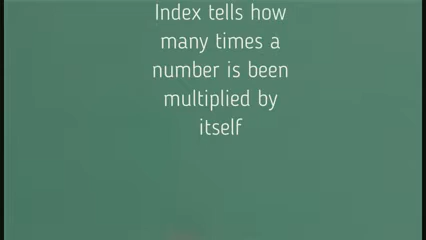 Index tells how
many times a
number is been
multiplied by
itself